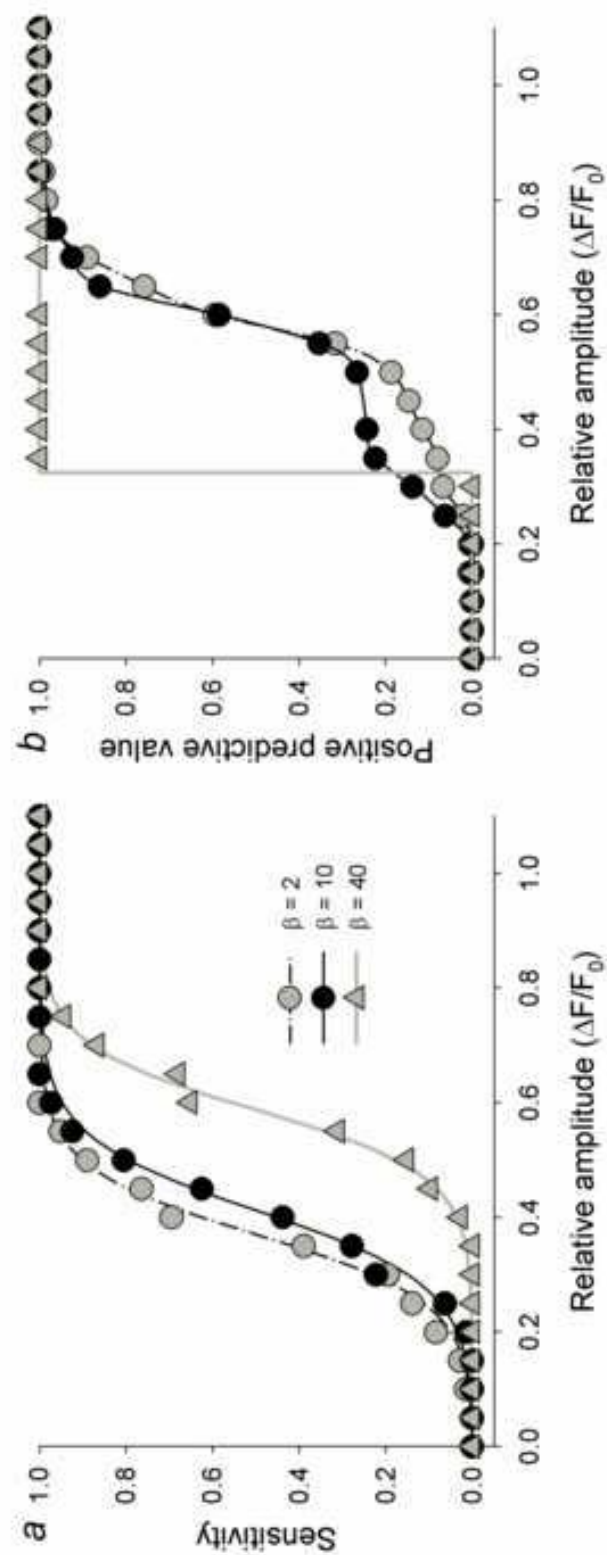 a
Sensitivity
1.0
0.8
0.6
0.4
0.2
0.0
0.0 0.2 0.4 0.6 0.8 1.0
Relative amplitude (ΔF/F₀)
β = 2
β = 10
β = 40
b
Positive predictive value
1.0
0.8
0.6
0.4
0.2
0.0
0.0 0.2 0.4 0.6 0.8 1.0
Relative amplitude (ΔF/F₀)